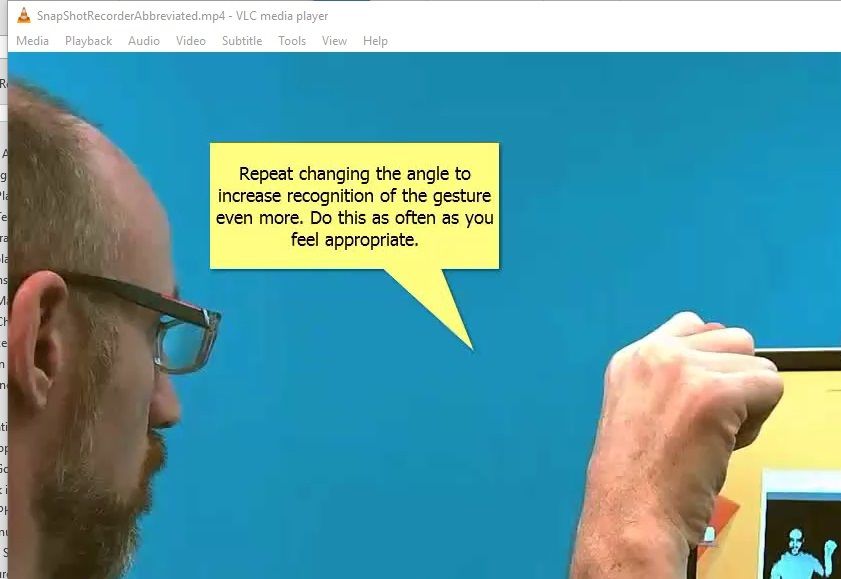 SnapShotRecorderAbbreviated.mp4 - VLC media player
Media Playback Audio Video Subtitle Tools View Help
Repeat changing the angle to
increase recognition of the gesture
even more. Do this as often as you
feel appropriate.